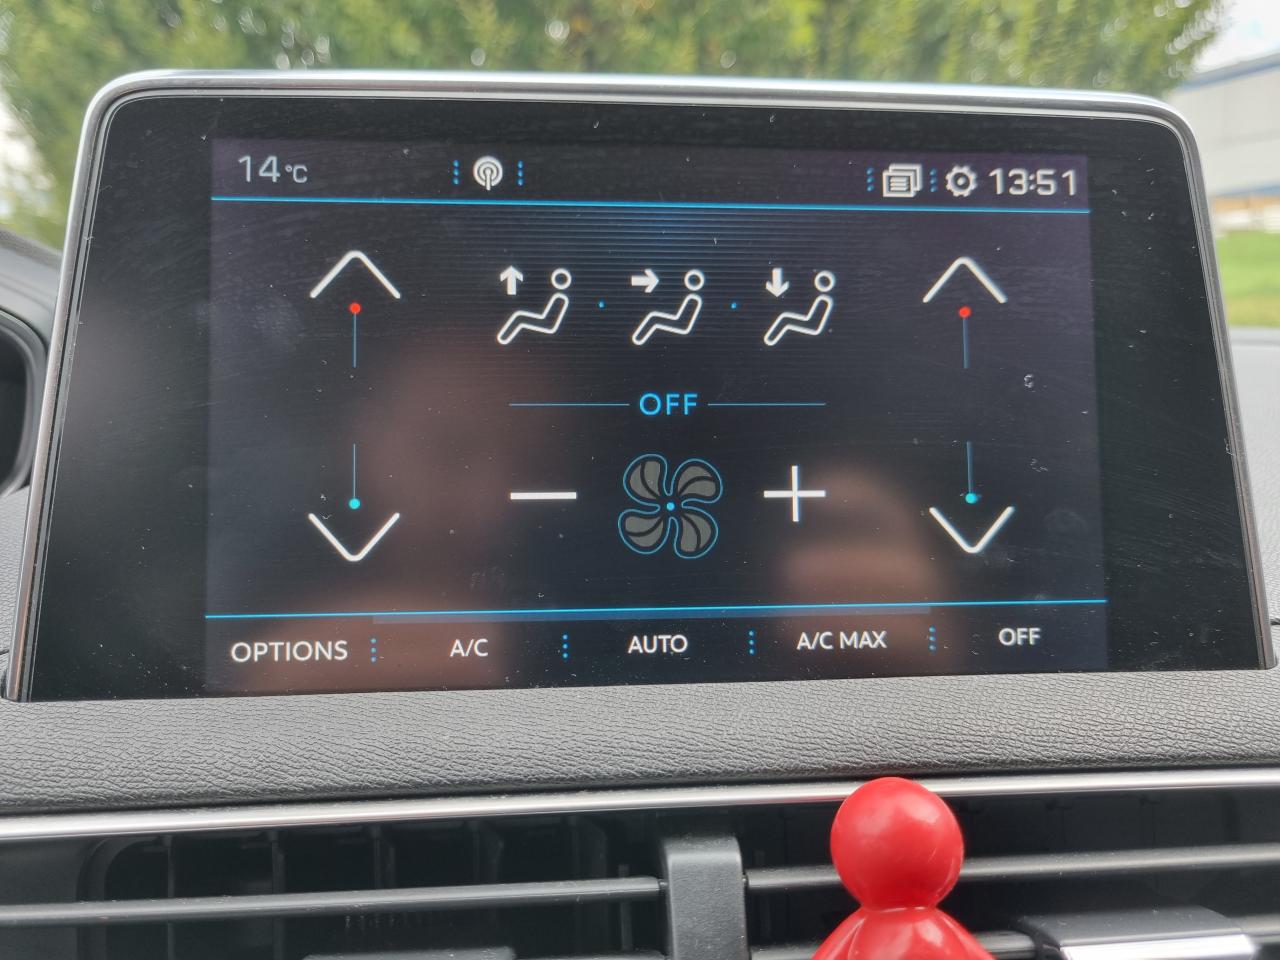 14°C
13:51
OFF
OPTIONS
A/C
AUTO
A/C MAX
OFF